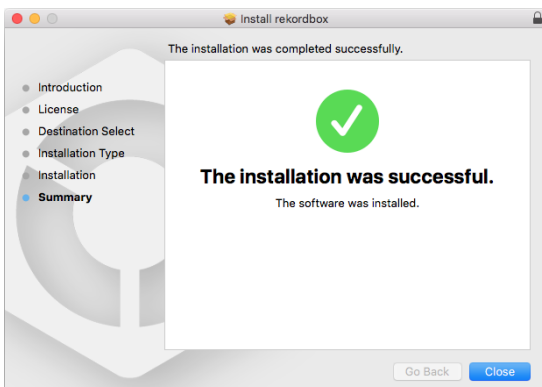 Install rekordbox
The installation was completed successfully.
Introduction
License
Destination Select
Installation Type
Installation
Summary
The installation was successful.
The software was installed.
Go Back
Close